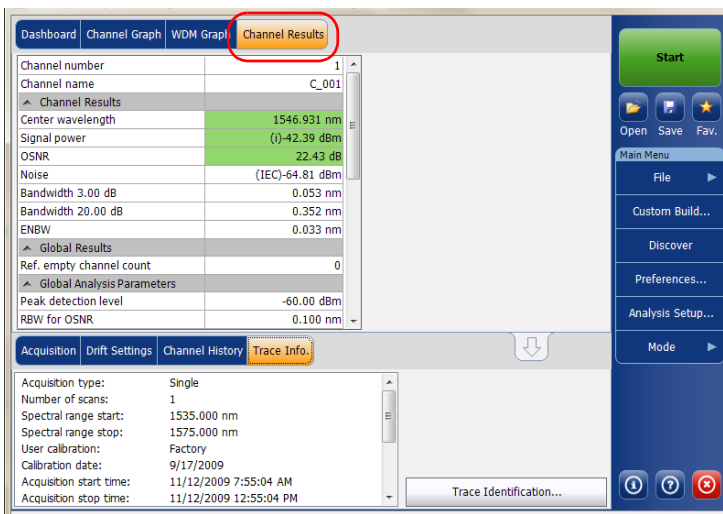 Dashboard Channel Graph WDM Graph Channel Results
Channel number 1
Channel name C_001
Channel Results
Center wavelength 1546.931 nm
Signal power (i)-42.39 dBm
OSNR 22.43 dB
Noise (IEC)-64.81 dBm
Bandwidth 3.00 dB 0.053 nm
Bandwidth 20.00 dB 0.352 nm
ENBW 0.033 nm
Global Results
Ref. empty channel count 0
Global Analysis Parameters
Peak detection level -60.00 dBm
RBW for OSNR 0.100 nm
Acquisition Drift Settings Channel History Trace Info.
Acquisition type: Single
Number of scans: 1
Spectral range start: 1535.000 nm
Spectral range stop: 1575.000 nm
User calibration: Factory
Calibration date: 9/17/2009
Acquisition start time: 11/12/2009 7:55:04 AM
Acquisition stop time: 11/12/2009 12:55:04 PM
Trace Identification...
Start
Open Save Fav.
Main Menu
File
Custom Build...
Discover
Preferences...
Analysis Setup...
Mode